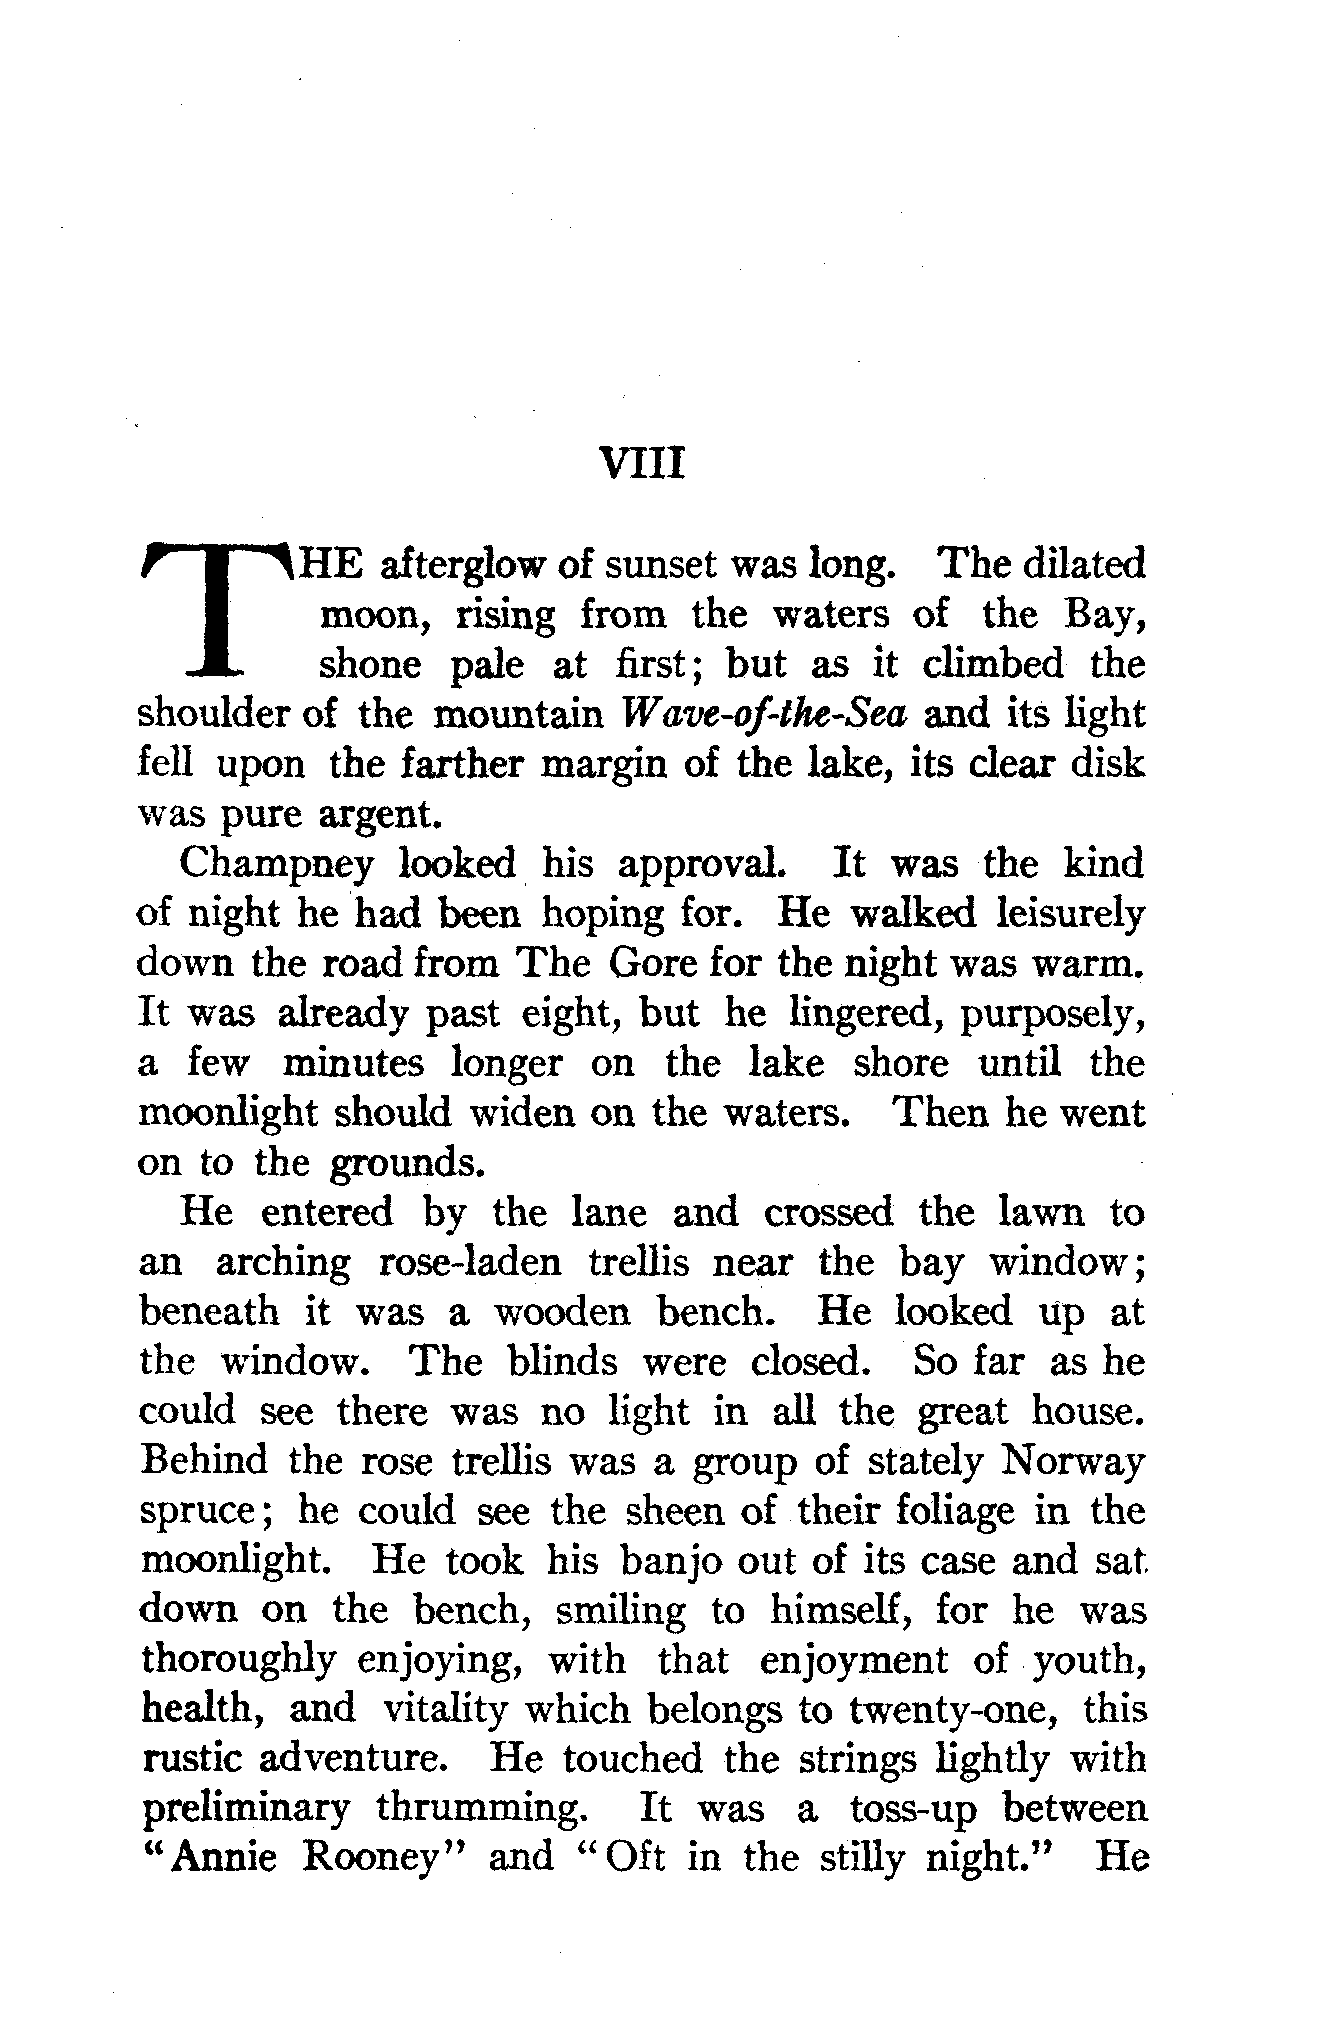 VIII
THE afterglow of sunset was long. The dilated
moon, rising from the waters of the Bay,
shone pale at first; but as it climbed the
shoulder of the mountain Wave-of-the-Sea and its light
fell upon the farther margin of the lake, its clear disk
was pure argent.
Champney looked his approval. It was the kind
of night he had been hoping for. He walked leisurely
down the road from The Gore for the night was warm.
It was already past eight, but he lingered, purposely,
a few minutes longer on the lake shore until the
moonlight should widen on the waters. Then he went
on to the grounds.
He entered by the lane and crossed the lawn to
an arching rose-laden trellis near the bay window;
beneath it was a wooden bench. He looked up at
the window. The blinds were closed. So far as he
could see there was no light in all the great house.
Behind the rose trellis was a group of stately Norway
spruce; he could see the sheen of their foliage in the
moonlight. He took his banjo out of its case and sat
down on the bench, smiling to himself, for he was
thoroughly enjoying, with that enjoyment of youth,
health, and vitality which belongs to twenty-one, this
rustic adventure. He touched the strings lightly with
preliminary thrumming. It was a toss-up between
"Annie Rooney" and "Oft in the stilly night." He